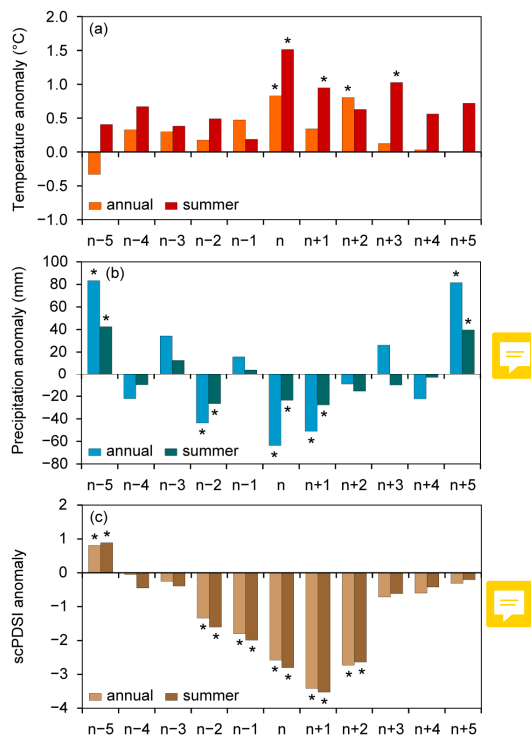 (a)
Temperature anomaly (°C)
2.0
1.5
1.0
0.5
0.0
−0.5
−1.0
* * * * *
annual summer
n−5 n−4 n−3 n−2 n−1 n n+1 n+2 n+3 n+4 n+5
(b)
Precipitation anomaly (mm)
100
80
60
40
20
0
−20
−40
−60
−80
* * * * * * * * * *
annual summer
n−5 n−4 n−3 n−2 n−1 n n+1 n+2 n+3 n+4 n+5
(c)
scPDSI anomaly
2
1
0
−1
−2
−3
−4
* * * * * * * * * * * *
annual summer
n−5 n−4 n−3 n−2 n−1 n n+1 n+2 n+3 n+4 n+5